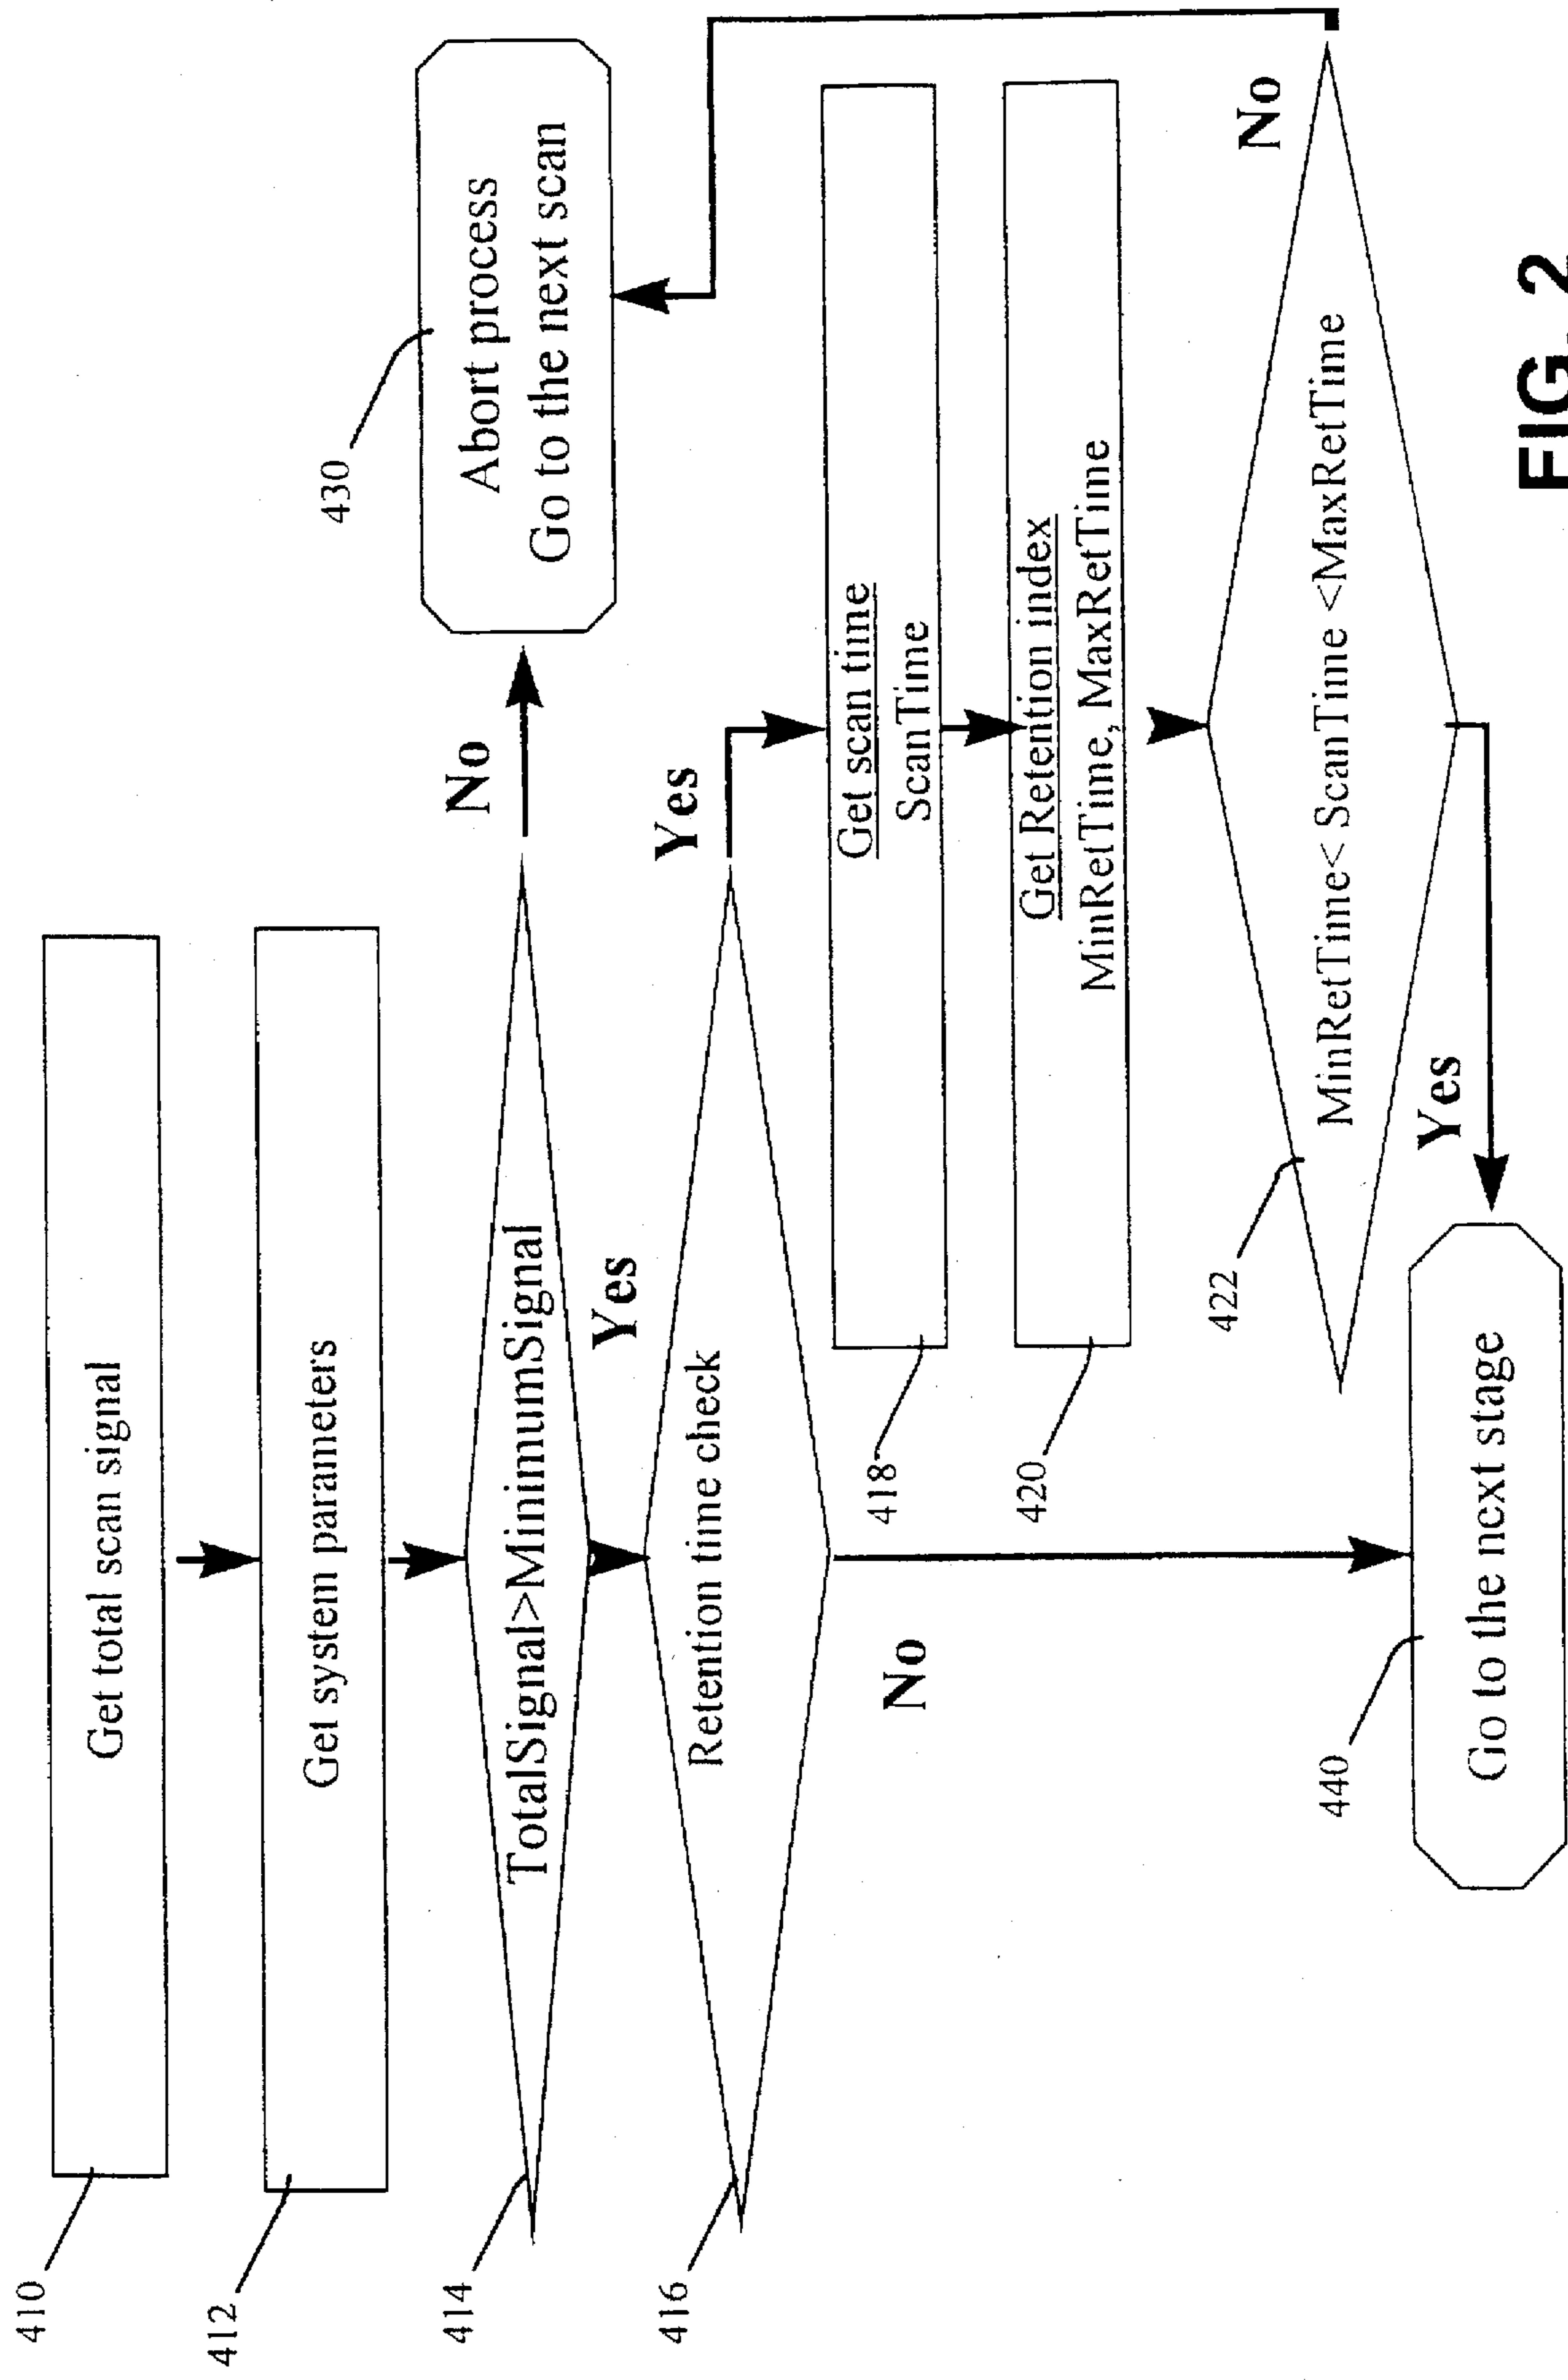 410
Get total scan signal
412
Get system parameters
414
TotalSignal>MinimumSignal
No
430
Abort process
Go to the next scan
Yes
416
Retention time check
Yes
No
418
Get scan time
ScanTime
420
Get Retention index
MinRetTime, MaxRetTime
422
MinRetTime< ScanTime <MaxRetTime
No
Yes
440
Go to the next stage
FIG. 2